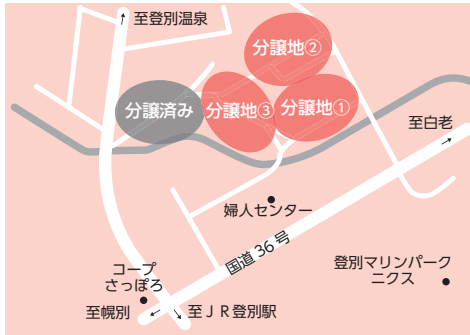 至登別温泉
分譲地②
分譲済み
分譲地③
分譲地①
至白老
婦人センター
国道36号
登別マリンパーク
ニクス
コープ
さっぽろ
至幌別
至ＪＲ登別駅